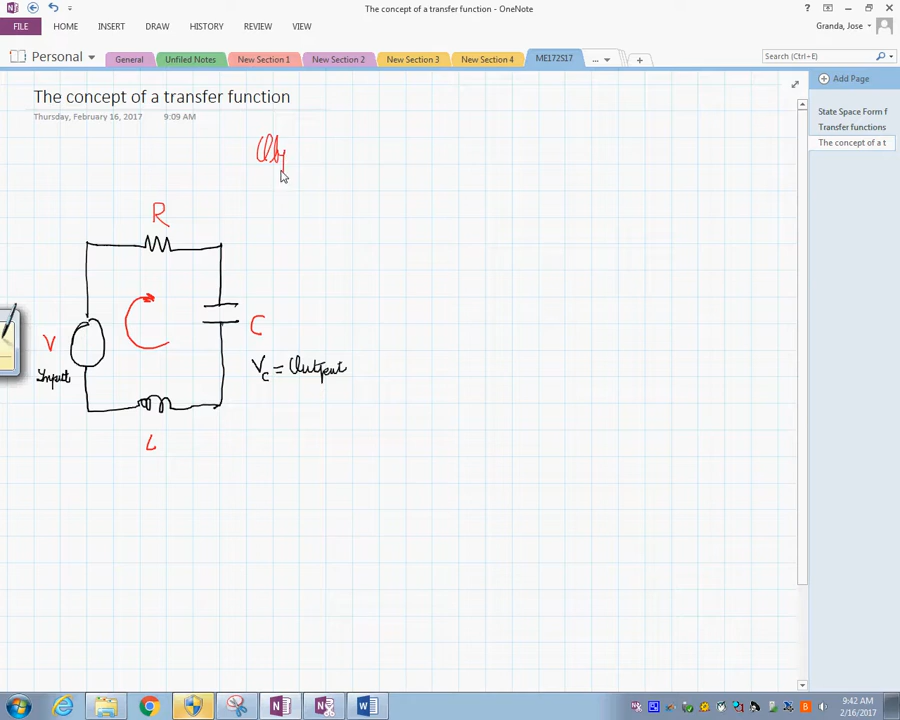 The concept of a transfer function - OneNote
Granda, Jose
FILE HOME INSERT DRAW HISTORY REVIEW VIEW
Personal General Unfiled Notes New Section 1 New Section 2 New Section 3 New Section 4 ME172S17 ...
Search (Ctrl+E)
Add Page
State Space Form f
Transfer functions
The concept of a t
The concept of a transfer function
Thursday, February 16, 2017 9:09 AM
Obj
R
V
Input
C
Vc = Output
L
9:42 AM
2/16/2017